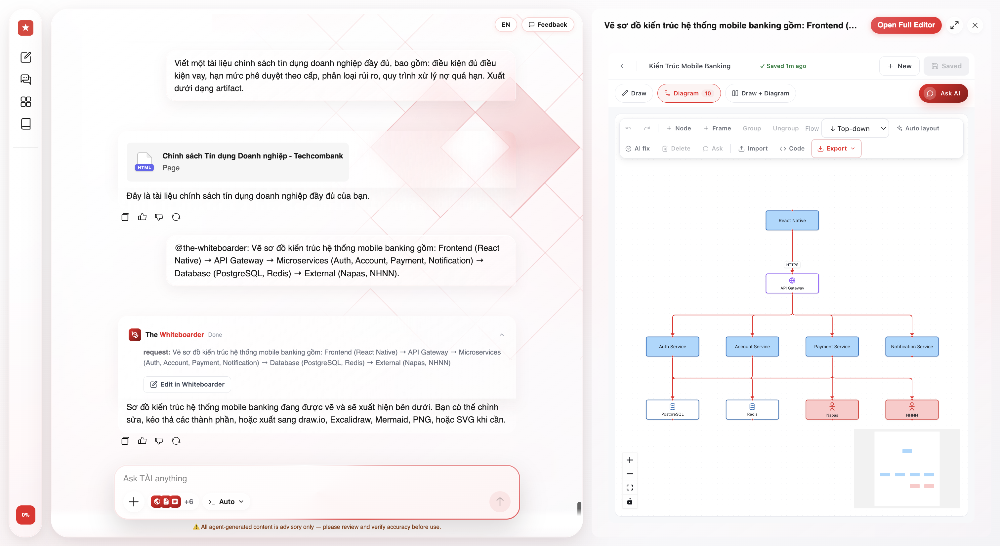 EN
Feedback
Viết một tài liệu chính sách tín dụng doanh nghiệp đầy đủ, bao gồm: điều kiện đủ điều
kiện vay, hạn mức phê duyệt theo cấp, phân loại rủi ro, quy trình xử lý nợ quá hạn. Xuất
dưới dạng artifact.
HTML
Chính sách Tín dụng Doanh nghiệp - Techcombank
Page
Đây là tài liệu chính sách tín dụng doanh nghiệp đầy đủ của bạn.
@the-whiteboarder: Vẽ sơ đồ kiến trúc hệ thống mobile banking gồm: Frontend (React
Native) → API Gateway → Microservices (Auth, Account, Payment, Notification) →
Database (PostgreSQL, Redis) → External (Napas, NHNN).
The Whiteboarder Done
request: Vẽ sơ đồ kiến trúc hệ thống mobile banking gồm: Frontend (React Native) → API Gateway → Microservices
(Auth, Account, Payment, Notification) → Database (PostgreSQL, Redis) → External (Napas, NHNN)
Edit in Whiteboarder
Sơ đồ kiến trúc hệ thống mobile banking đang được vẽ và sẽ xuất hiện bên dưới. Bạn có thể chỉnh
sửa, kéo thả các thành phần, hoặc xuất sang draw.io, Excalidraw, Mermaid, PNG, hoặc SVG khi cần.
Ask TÀI anything
+6
Auto
0%
All agent-generated content is advisory only — please review and verify accuracy before use.
Vẽ sơ đồ kiến trúc hệ thống mobile banking gồm: Frontend (...
Open Full Editor
Kiến Trúc Mobile Banking
✓ Saved 1m ago
+ New
Saved
Draw
Diagram 10
Draw + Diagram
Ask AI
+ Node
+ Frame
Group
Ungroup
Flow
↓ Top-down
Auto layout
AI fix
Delete
Ask
Import
<> Code
Export
React Native
HTTPS
API Gateway
Auth Service
Account Service
Payment Service
Notification Service
PostgreSQL
Redis
Napas
NHNN